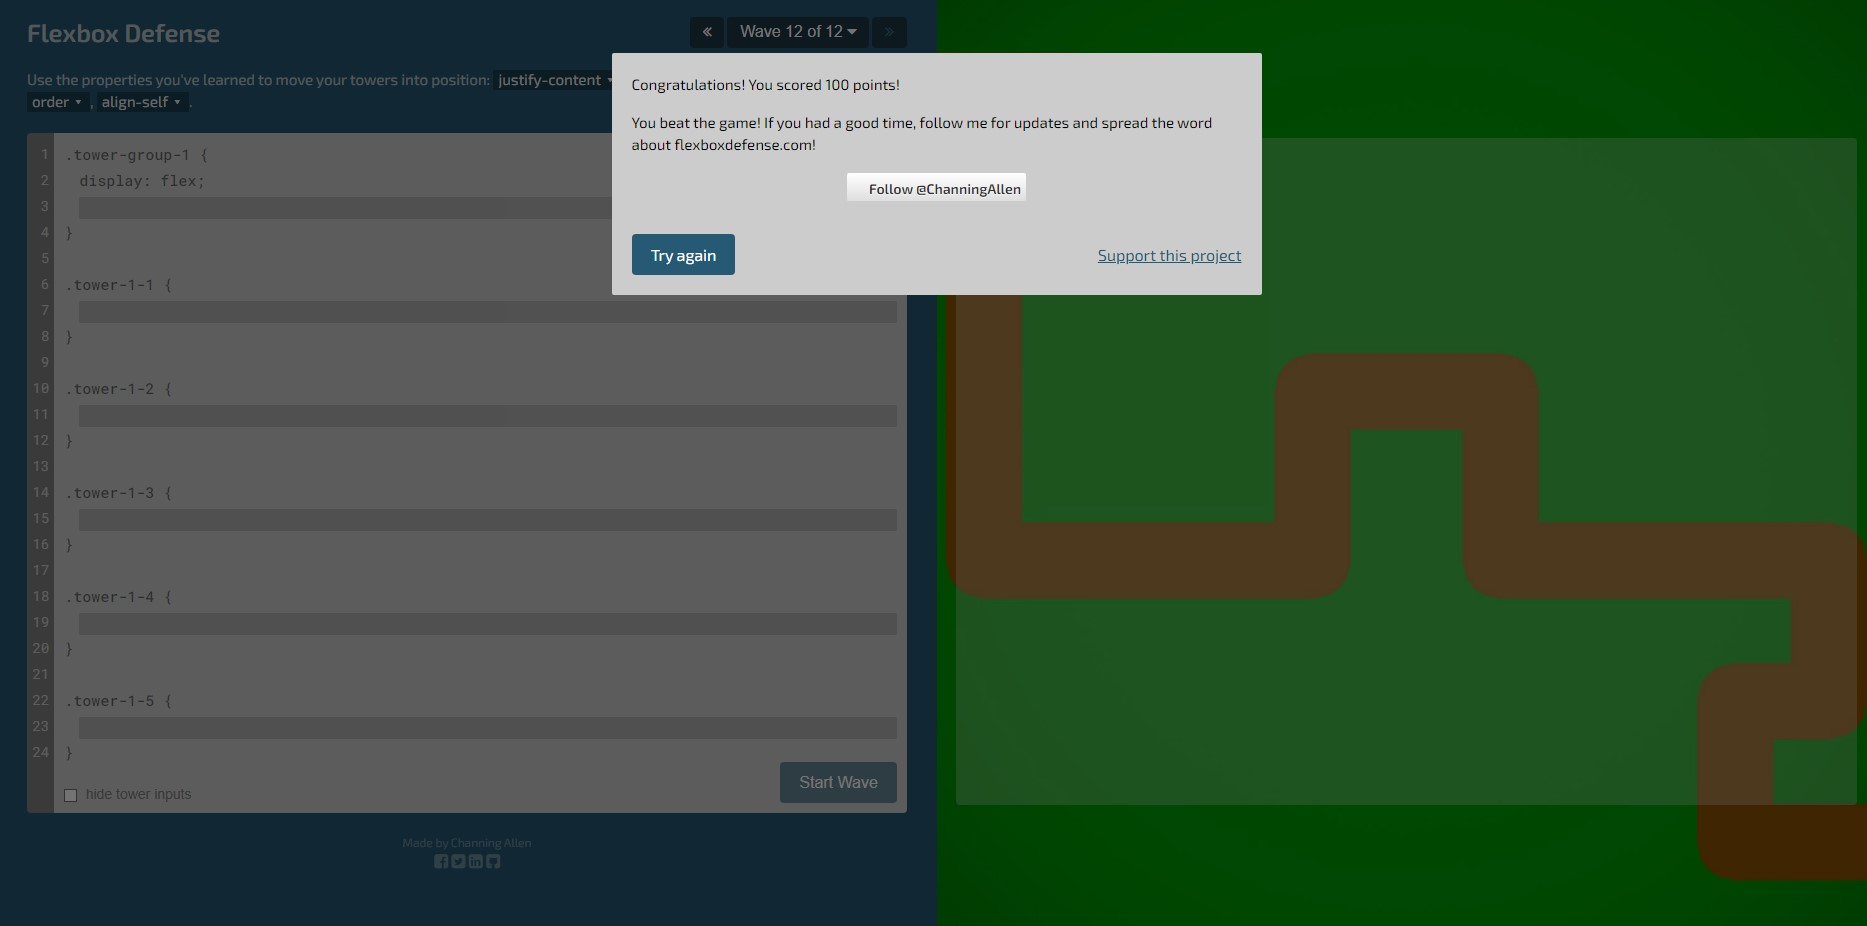 Flexbox Defense
«
Wave 12 of 12
»
Use the properties you've learned to move your towers into position: justify-content
order , align-self .
Congratulations! You scored 100 points!
You beat the game! If you had a good time, follow me for updates and spread the word
about flexboxdefense.com!
Follow @ChanningAllen
Try again
Support this project
1 .tower-group-1 {
2 display: flex;
3
4 }
5
6 .tower-1-1 {
7
8 }
9
10 .tower-1-2 {
11
12 }
13
14 .tower-1-3 {
15
16 }
17
18 .tower-1-4 {
19
20 }
21
22 .tower-1-5 {
23
24 }
hide tower inputs
Start Wave
Made by Channing Allen